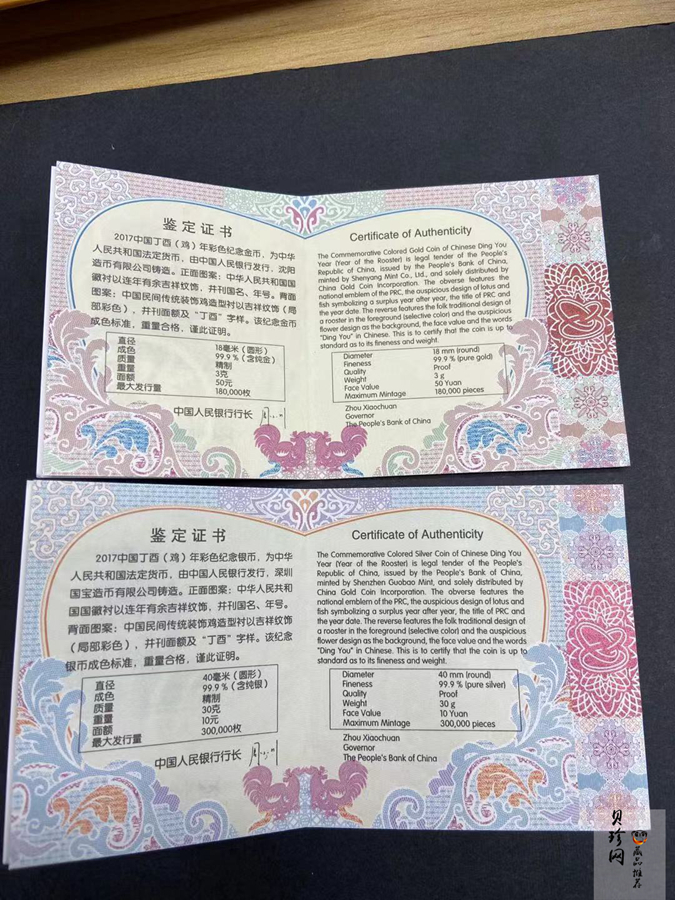 鉴定证书
2017中国丁酉（鸡）年彩色纪念金币，为中华
人民共和国法定货币，由中国人民银行发行，沈阳
造币有限公司铸造。正面图案：中华人民共和国国
徽衬以连年有余吉祥纹饰，并刊国名、年号。背面
图案：中国民间传统装饰鸡造型衬以吉祥纹饰（局
部彩色），并刊面额及“丁酉”字样。该纪念金币
成色标准，重量合格，谨此证明。
直径 18毫米（圆形）
成色 99.9％（含纯金）
质量 精制
重量 3克
面额 50元
最大发行量 180,000枚
中国人民银行行长
Certificate of Authenticity
The Commemorative Colored Gold Coin of Chinese Ding You
Year (Year of the Rooster) is legal tender of the People's
Republic of China, issued by the People's Bank of China,
minted by Shenyang Mint Co., Ltd., and solely distributed by
China Gold Coin Incorporation. The obverse features the
national emblem of the PRC, the auspicious design of lotus and
fish symbolizing a surplus year after year, the title of PRC and
the year date. The reverse features the folk traditional design of
a rooster in the foreground (selective color) and the auspicious
flower design as the background, the face value and the words
"Ding You" in Chinese. This is to certify that the coin is up to
standard as to its fineness and weight.
Diameter 18 mm (round)
Fineness 99.9 % (pure gold)
Quality Proof
Weight 3 g
Face Value 50 Yuan
Maximum Mintage 180,000 pieces
Zhou Xiaochuan
Governor
The People's Bank of China
鉴定证书
2017中国丁酉（鸡）年彩色纪念银币，为中华
人民共和国法定货币，由中国人民银行发行，深圳
国宝造币有限公司铸造。正面图案：中华人民共和
国国徽衬以连年有余吉祥纹饰，并刊国名、年号。
背面图案：中国民间传统装饰鸡造型衬以吉祥纹饰
（局部彩色），并刊面额及“丁酉”字样。该纪念
银币成色标准，重量合格，谨此证明。
直径 40毫米（圆形）
成色 99.9％（含纯银）
质量 精制
重量 30克
面额 10元
最大发行量 300,000枚
中国人民银行行长
Certificate of Authenticity
The Commemorative Colored Silver Coin of Chinese Ding You
Year (Year of the Rooster) is legal tender of the People's
Republic of China, issued by the People's Bank of China,
minted by Shenzhen Guobao Mint, and solely distributed by
China Gold Coin Incorporation. The obverse features the
national emblem of the PRC, the auspicious design of lotus and
fish symbolizing a surplus year after year, the title of PRC and
the year date. The reverse features the folk traditional design of
a rooster in the foreground (selective color) and the auspicious
flower design as the background, the face value and the words
"Ding You" in Chinese. This is to certify that the coin is up to
standard as to its fineness and weight.
Diameter 40 mm (round)
Fineness 99.9 % (pure silver)
Quality Proof
Weight 30 g
Face Value 10 Yuan
Maximum Mintage 300,000 pieces
Zhou Xiaochuan
Governor
The People's Bank of China
贝珍网
藏品推荐